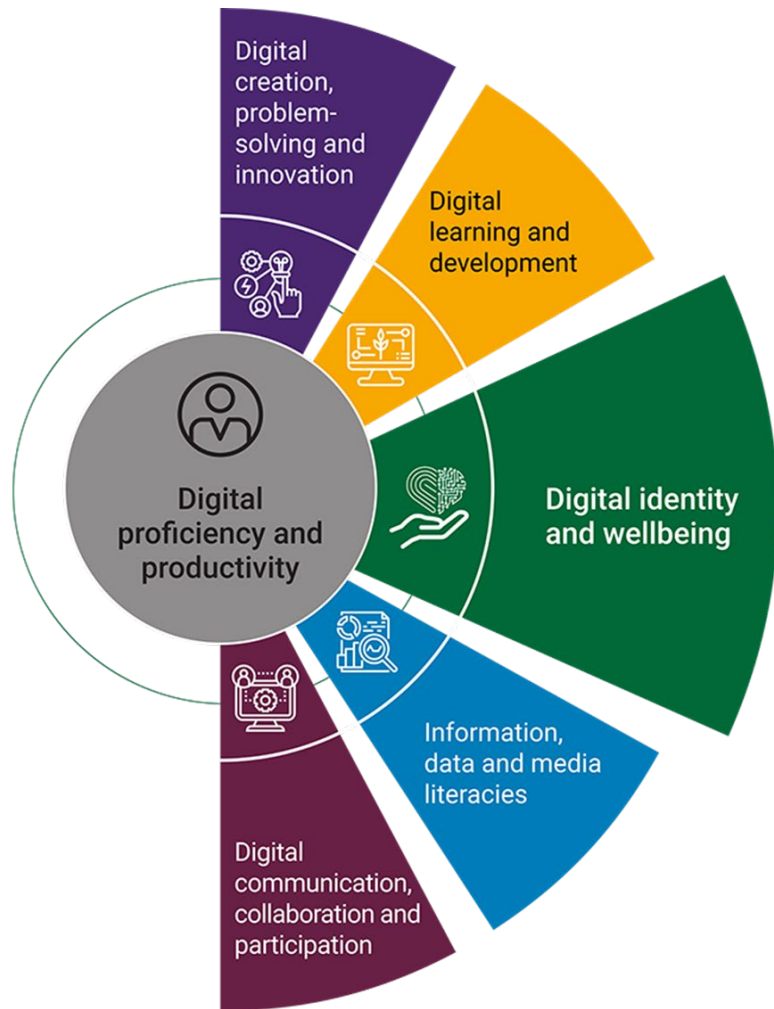 Digital
creation,
problem-
solving and
innovation
Digital
learning and
development
Digital identity
and wellbeing
Digital
proficiency and
productivity
Information,
data and media
literacies
Digital
communication,
collaboration and
participation